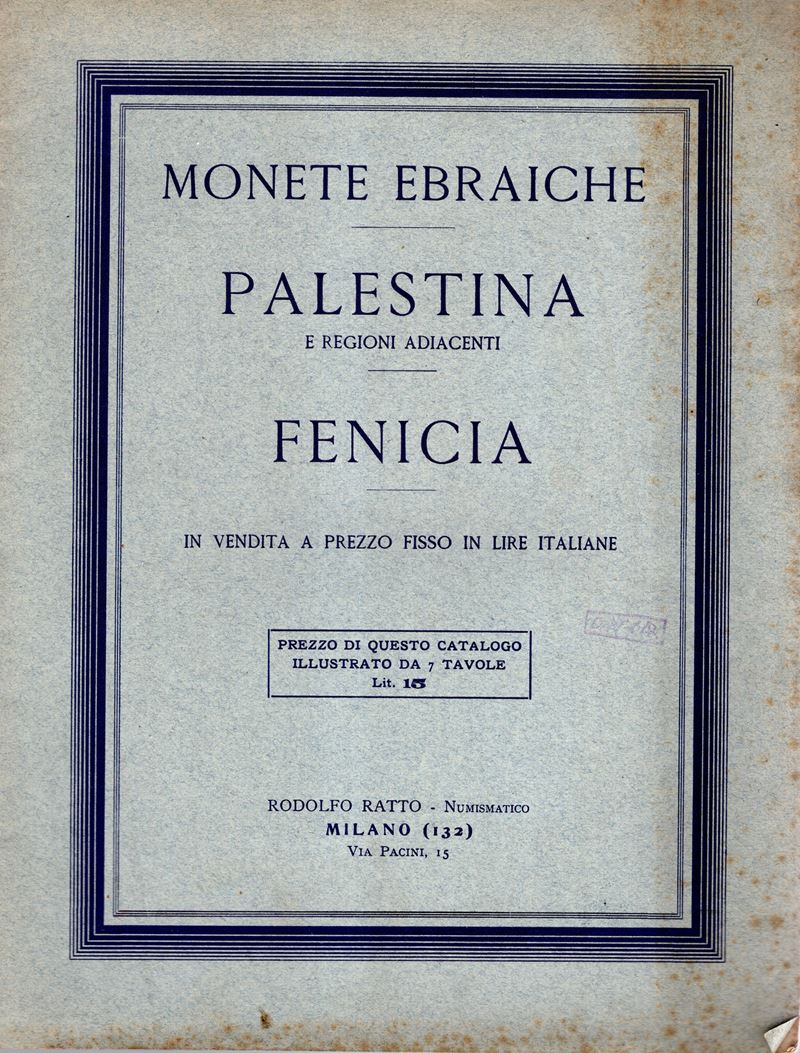 MONETE EBRAICHE
PALESTINA
E REGIONI ADIACENTI
FENICIA
IN VENDITA A PREZZO FISSO IN LIRE ITALIANE
PREZZO DI QUESTO CATALOGO
ILLUSTRATO DA 7 TAVOLE
Lit. 15
RODOLFO RATTO - NUMISMATICO
MILANO (132)
VIA PACINI, 15